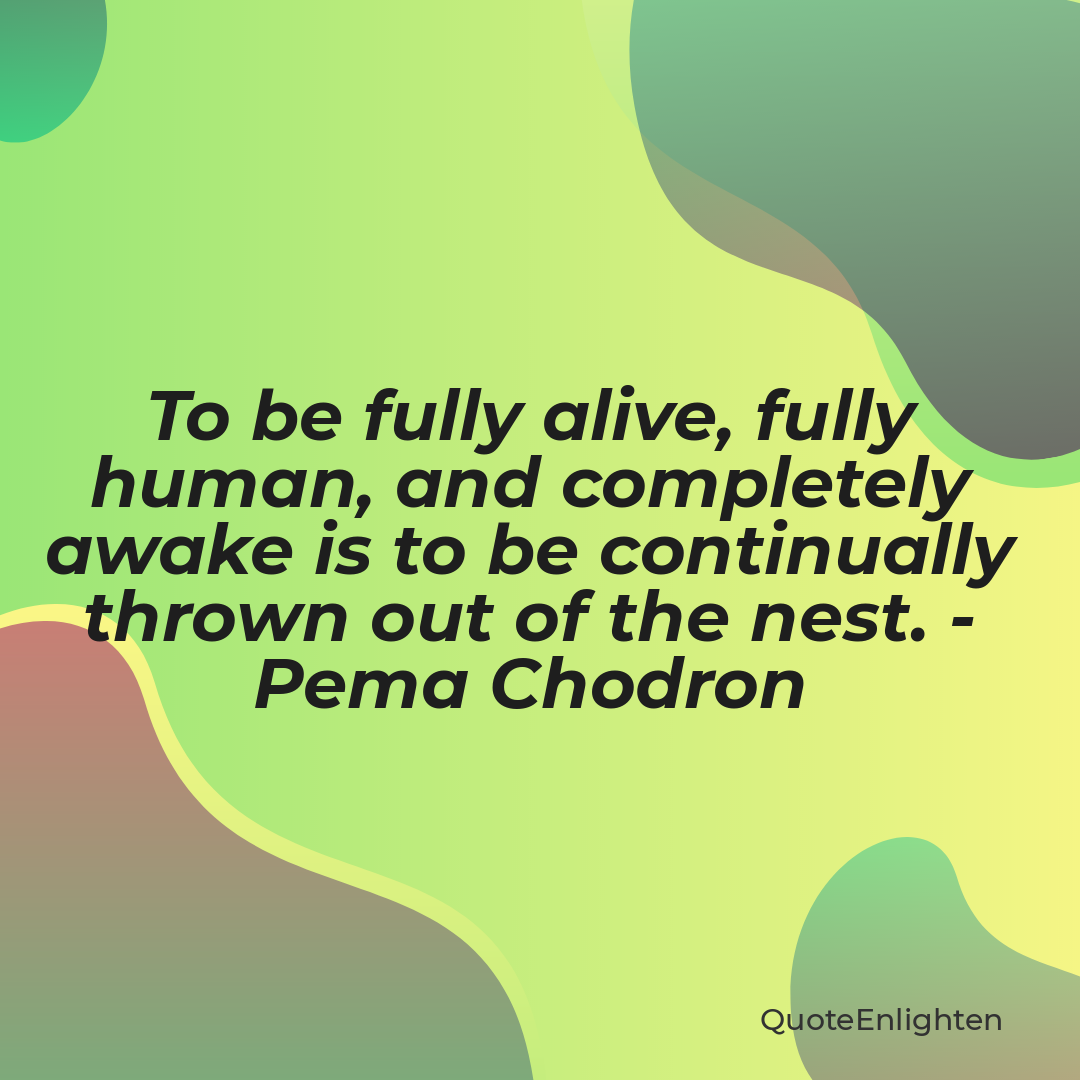 To be fully alive, fully
human, and completely
awake is to be continually
thrown out of the nest. -
Pema Chodron
QuoteEnlighten